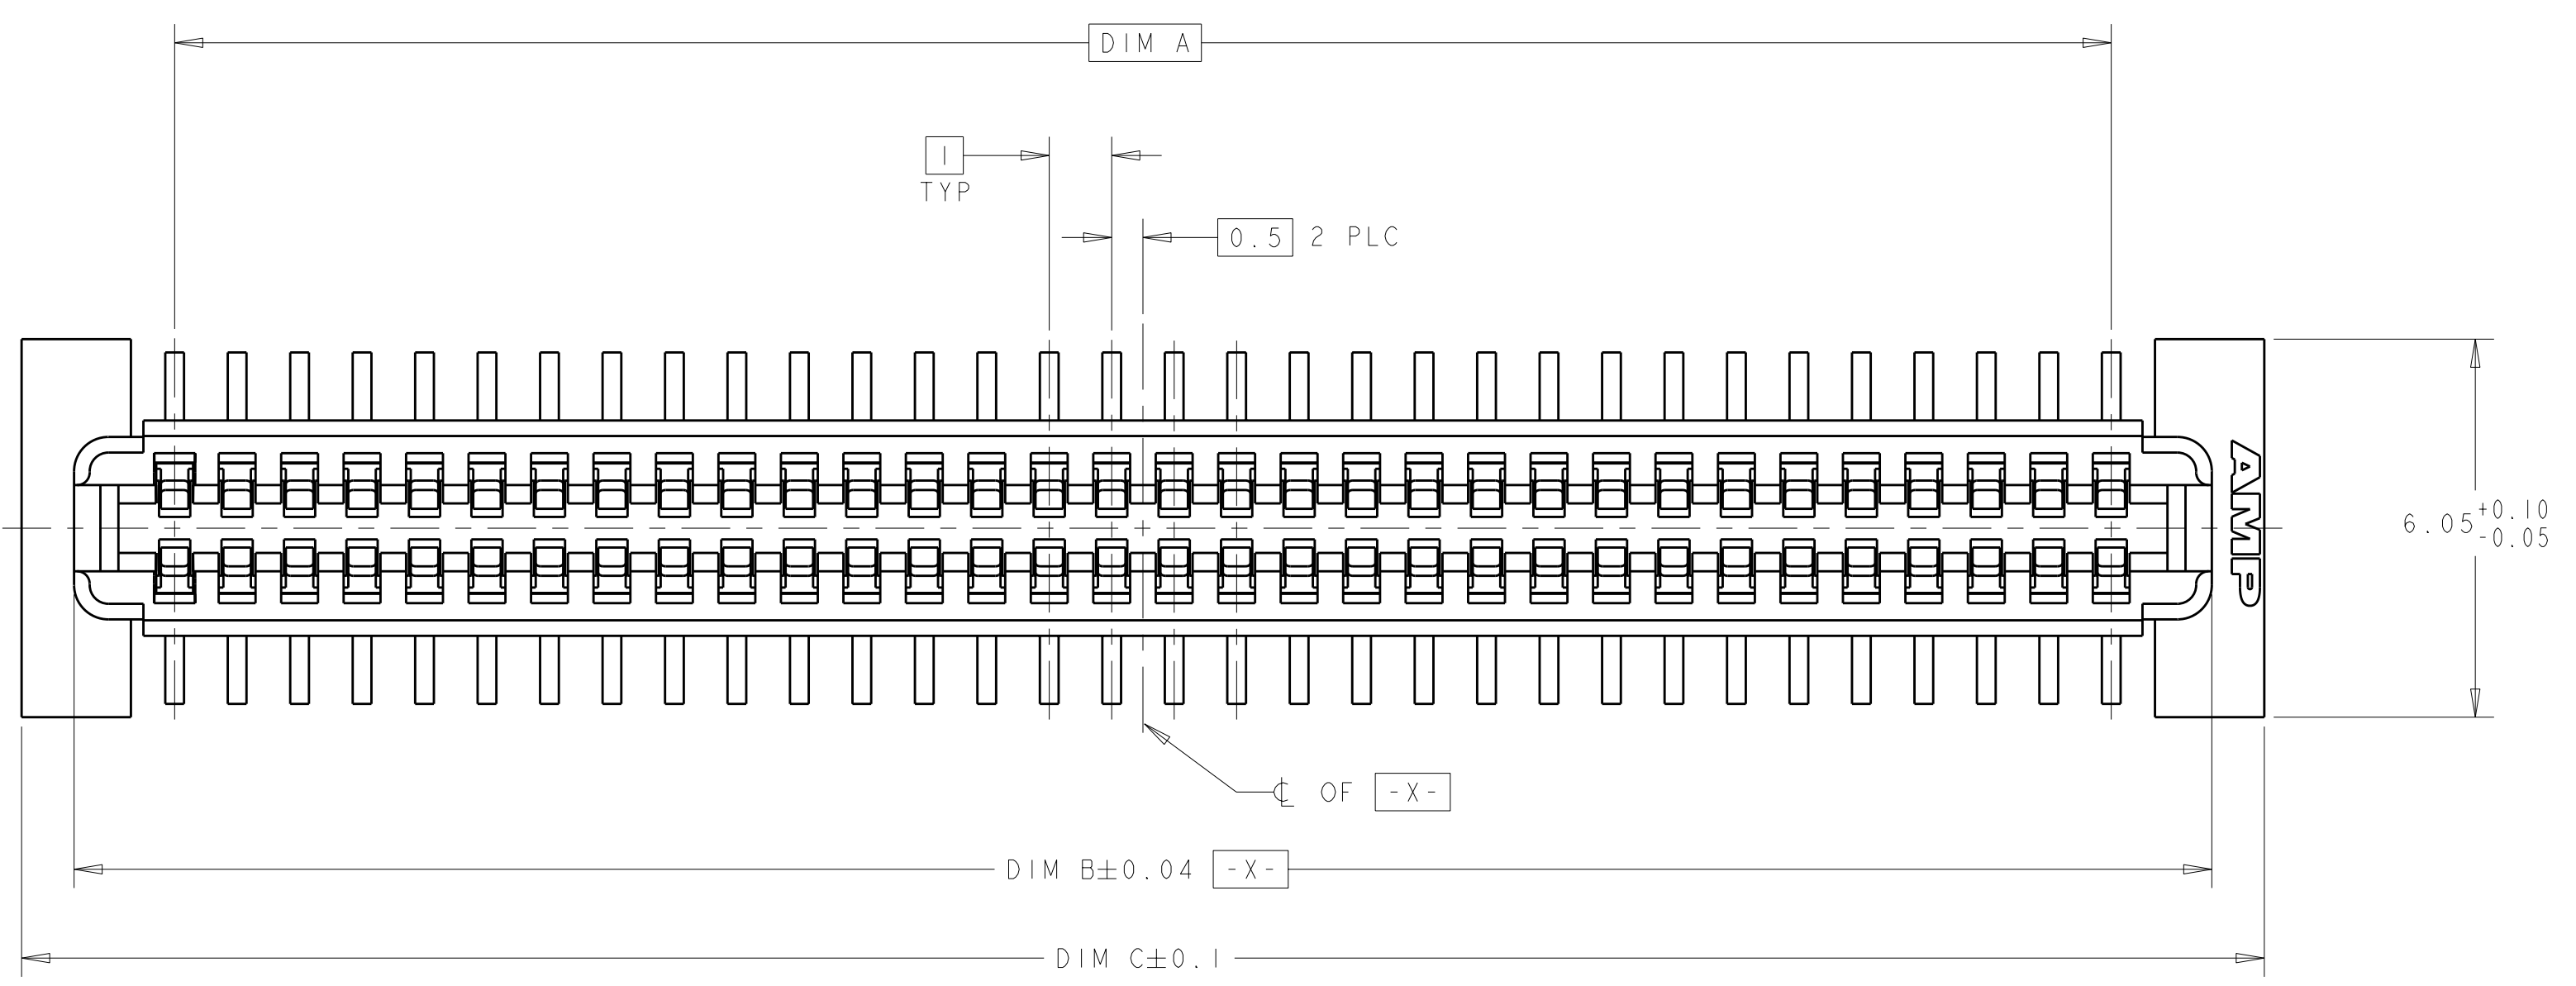 DIM A
1
TYP
0.5 2 PLC
AMP
6.05 +0.10
-0.05
℄ OF -X-
DIM B±0.04 -X-
DIM C±0.1